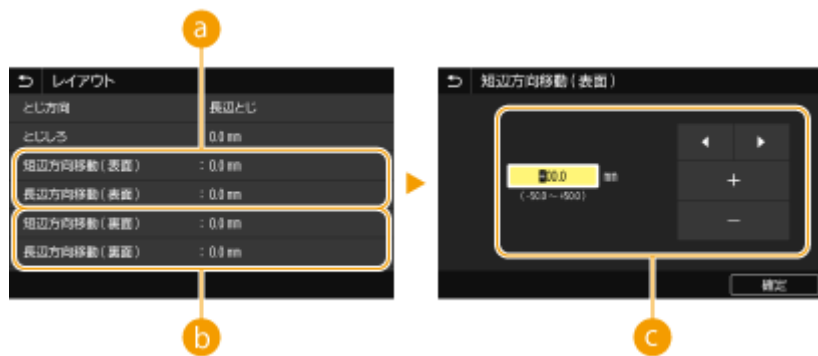 a
レイアウト
とじ方向 長辺とじ
とじしろ 0.0 mm
短辺方向移動(表面) : 0.0 mm
長辺方向移動(表面) : 0.0 mm
短辺方向移動(裏面) : 0.0 mm
長辺方向移動(裏面) : 0.0 mm
b
短辺方向移動(表面)
00.0 mm
(-50.0～+50.0)
+
-
確定
c